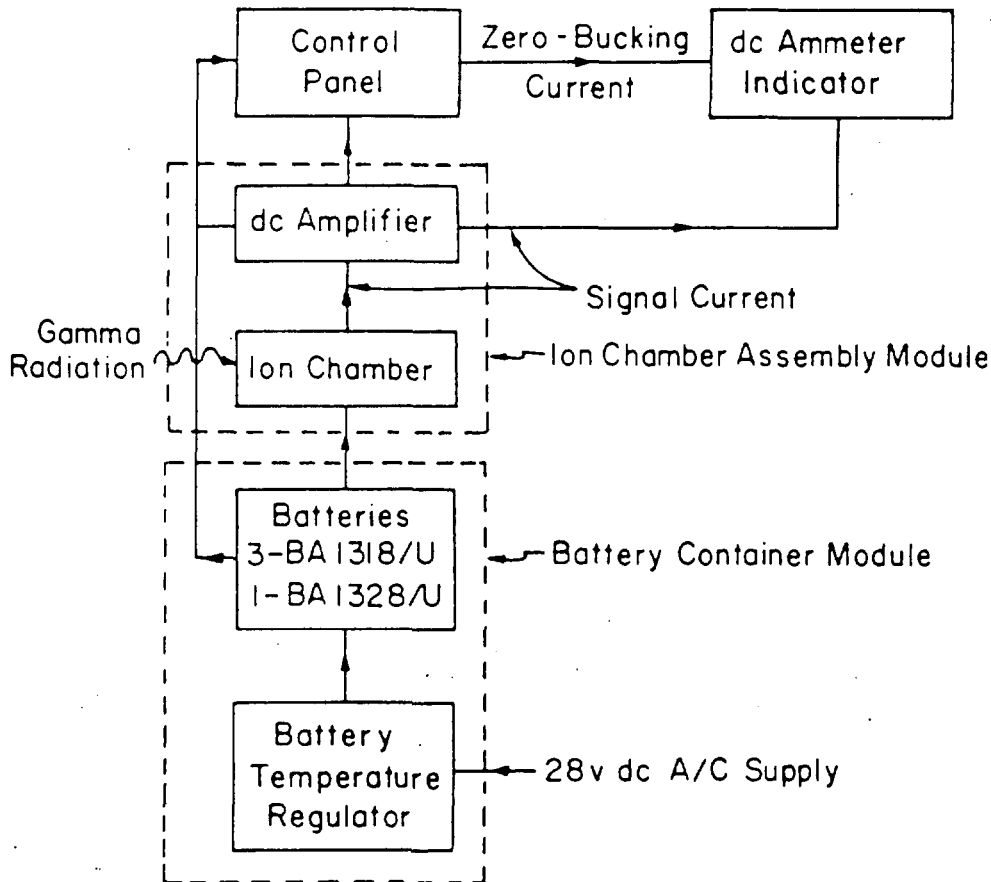 Control
Panel
Zero-Bucking
Current
dc Ammeter
Indicator
dc Amplifier
Signal Current
Gamma
Radiation
Ion Chamber
Ion Chamber Assembly Module
Batteries
3-BA1318/U
1-BA1328/U
Battery Container Module
Battery
Temperature
Regulator
28v dc A/C Supply